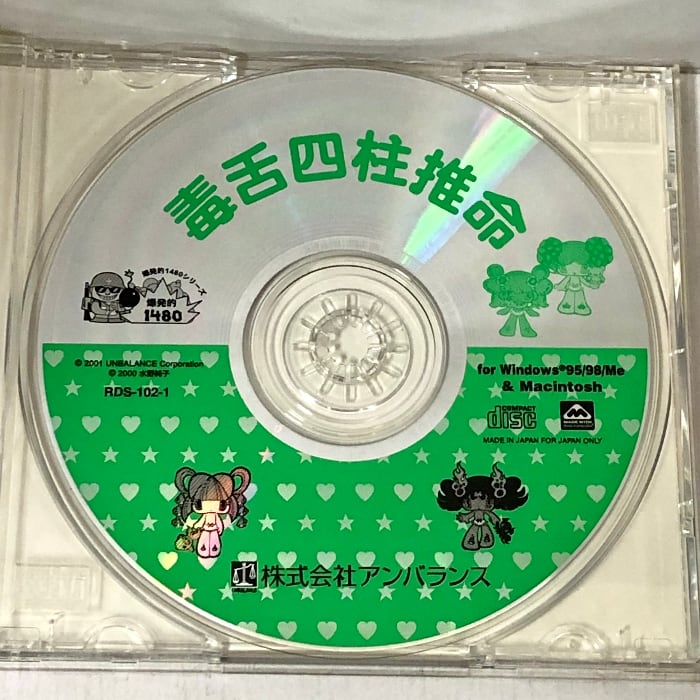 毒舌四柱推命
爆発的1480シリーズ
爆発的
1480
© 2001 UNBALANCE Corporation
© 2000 水野純子
RDS-102-1
for Windows®95/98/Me
& Macintosh
COMPACT
disc
MADE WITH
MADE IN JAPAN FOR JAPAN ONLY
株式会社アンバランス